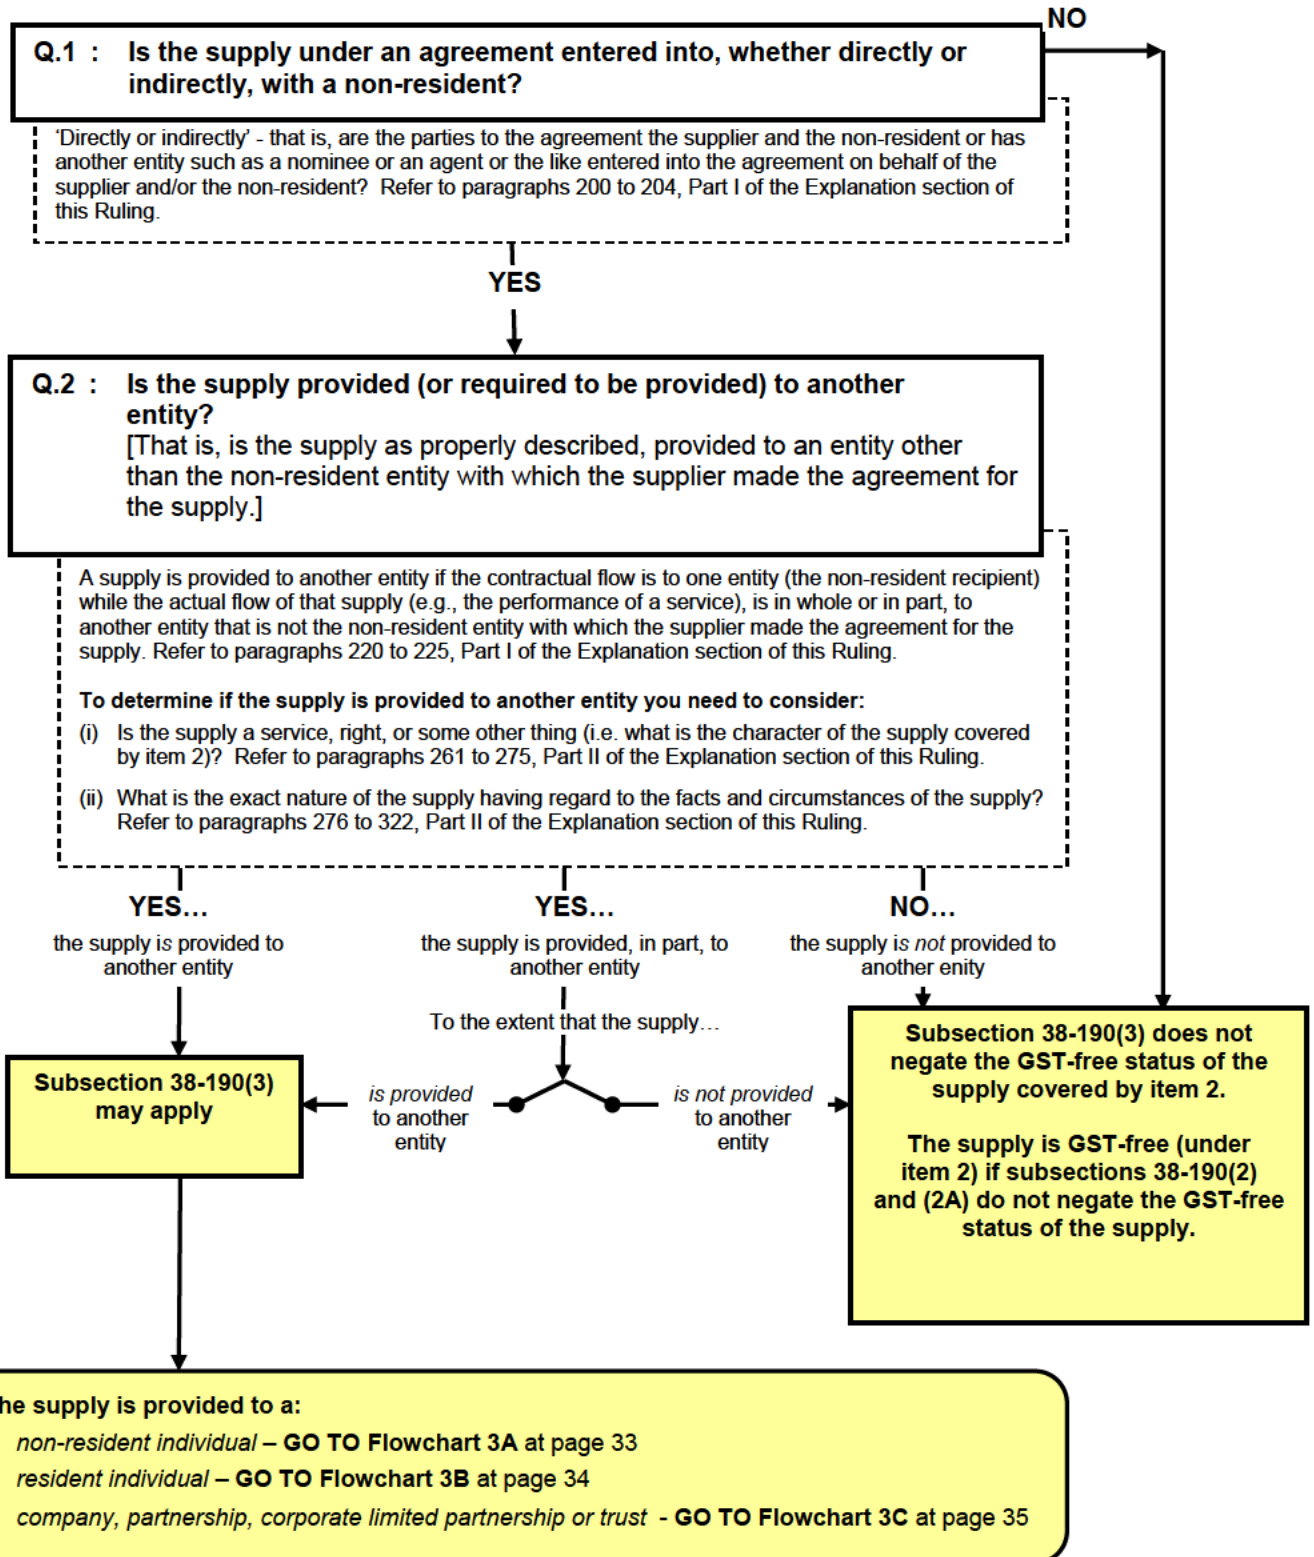 NO
Q.1 : Is the supply under an agreement entered into, whether directly or
indirectly, with a non-resident?
'Directly or indirectly' - that is, are the parties to the agreement the supplier and the non-resident or has
another entity such as a nominee or an agent or the like entered into the agreement on behalf of the
supplier and/or the non-resident? Refer to paragraphs 200 to 204, Part I of the Explanation section of
this Ruling.
YES
Q.2 : Is the supply provided (or required to be provided) to another
entity?
[That is, is the supply as properly described, provided to an entity other
than the non-resident entity with which the supplier made the agreement for
the supply.]
A supply is provided to another entity if the contractual flow is to one entity (the non-resident recipient)
while the actual flow of that supply (e.g., the performance of a service), is in whole or in part, to
another entity that is not the non-resident entity with which the supplier made the agreement for the
supply. Refer to paragraphs 220 to 225, Part I of the Explanation section of this Ruling.
To determine if the supply is provided to another entity you need to consider:
(i) Is the supply a service, right, or some other thing (i.e. what is the character of the supply covered
by item 2)? Refer to paragraphs 261 to 275, Part II of the Explanation section of this Ruling.
(ii) What is the exact nature of the supply having regard to the facts and circumstances of the supply?
Refer to paragraphs 276 to 322, Part II of the Explanation section of this Ruling.
YES...
the supply is provided to
another entity
YES...
the supply is provided, in part, to
another entity
NO...
the supply is not provided to
another enity
To the extent that the supply...
Subsection 38-190(3)
may apply
is provided
to another
entity
is not provided
to another
entity
Subsection 38-190(3) does not
negate the GST-free status of the
supply covered by item 2.
The supply is GST-free (under
item 2) if subsections 38-190(2)
and (2A) do not negate the GST-free
status of the supply.
he supply is provided to a:
non-resident individual – GO TO Flowchart 3A at page 33
resident individual – GO TO Flowchart 3B at page 34
company, partnership, corporate limited partnership or trust - GO TO Flowchart 3C at page 35